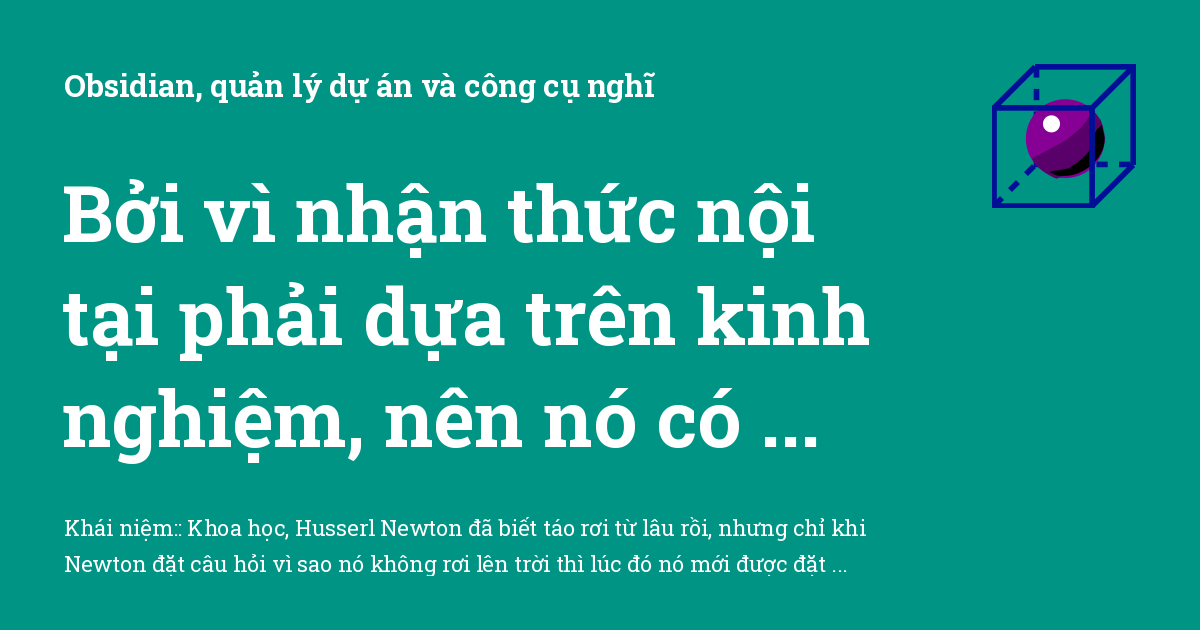 Obsidian, quản lý dự án và công cụ nghĩ
Bởi vì nhận thức nội
tại phải dựa trên kinh
nghiệm, nên nó có ...
Khái niệm:: Khoa học, Husserl Newton đã biết táo rơi từ lâu rồi, nhưng chỉ khi
Newton đặt câu hỏi vì sao nó không rơi lên trời thì lúc đó nó mới được đặt ...